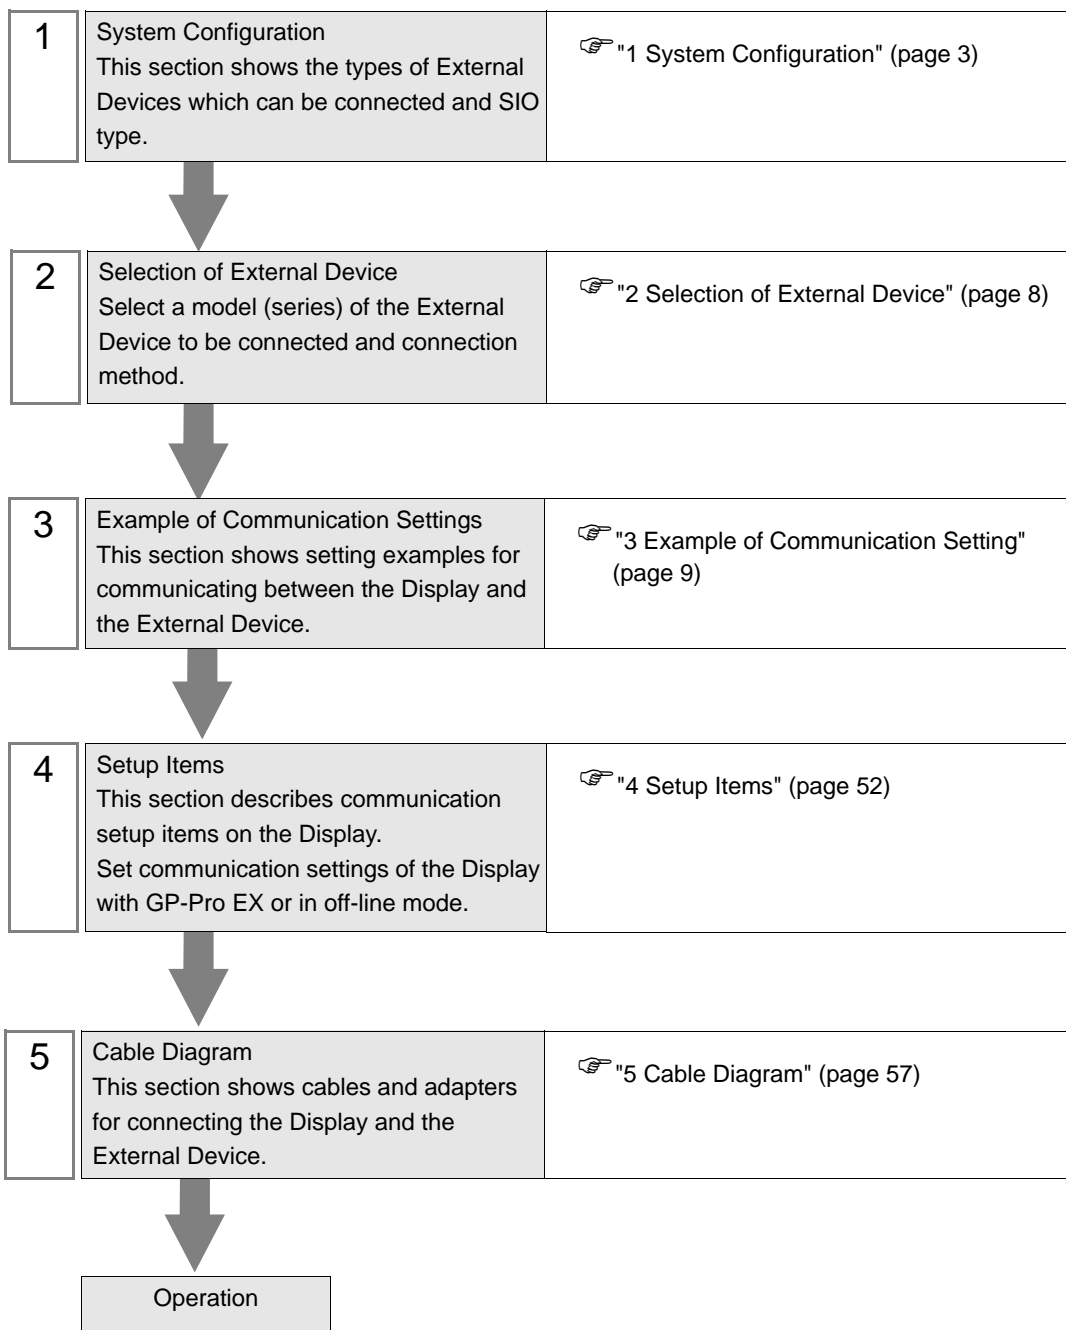 1
System Configuration
This section shows the types of External
Devices which can be connected and SIO
type.
"1 System Configuration" (page 3)
2
Selection of External Device
Select a model (series) of the External
Device to be connected and connection
method.
"2 Selection of External Device" (page 8)
3
Example of Communication Settings
This section shows setting examples for
communicating between the Display and
the External Device.
"3 Example of Communication Setting"
(page 9)
4
Setup Items
This section describes communication
setup items on the Display.
Set communication settings of the Display
with GP-Pro EX or in off-line mode.
"4 Setup Items" (page 52)
5
Cable Diagram
This section shows cables and adapters
for connecting the Display and the
External Device.
"5 Cable Diagram" (page 57)
Operation